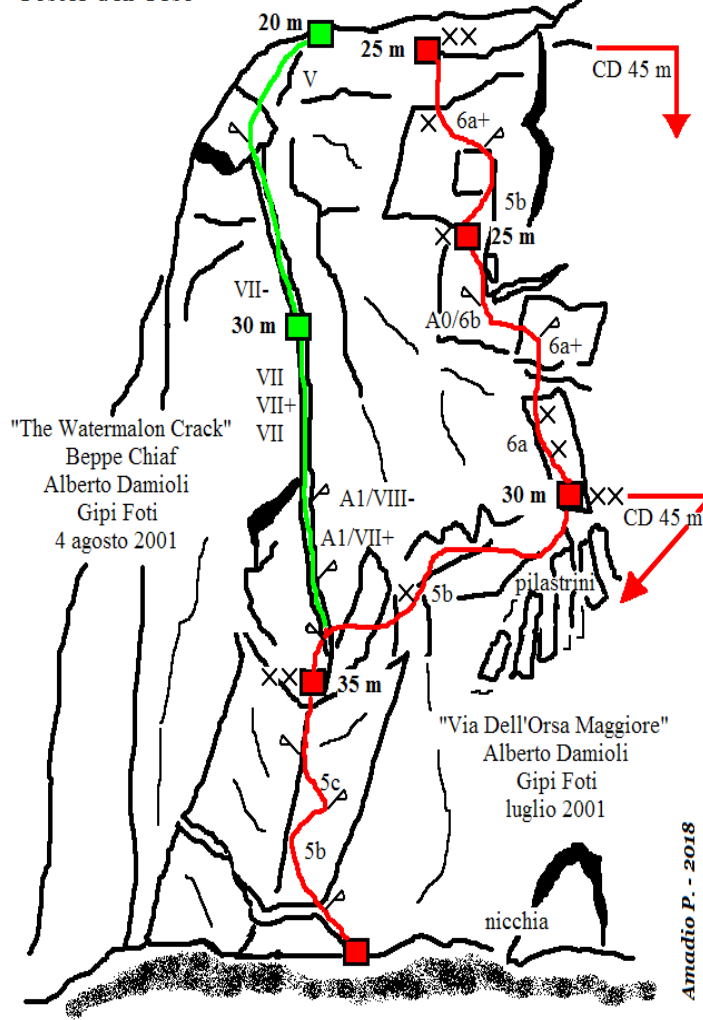 20 m
25 m
CD 45 m
V
6a+
5b
25 m
VII-
A0/6b
30 m
6a+
VII
VII+
VII
"The Watermalon Crack"
Beppe Chiaf
Alberto Damioli
Gipi Foti
4 agosto 2001
6a
A1/VIII-
30 m
CD 45 m
A1/VII+
pilastrini
5b
35 m
"Via Dell'Orsa Maggiore"
Alberto Damioli
Gipi Foti
luglio 2001
5c
5b
nicchia
Amadio P. - 2018